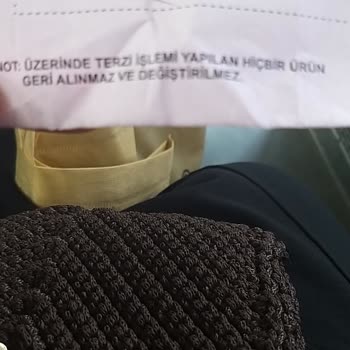 NOT: ÜZERİNDE TERZİ İŞLEMİ YAPILAN HİÇBİR ÜRÜN
GERİ ALINMAZ VE DEĞİŞTİRİLMEZ.